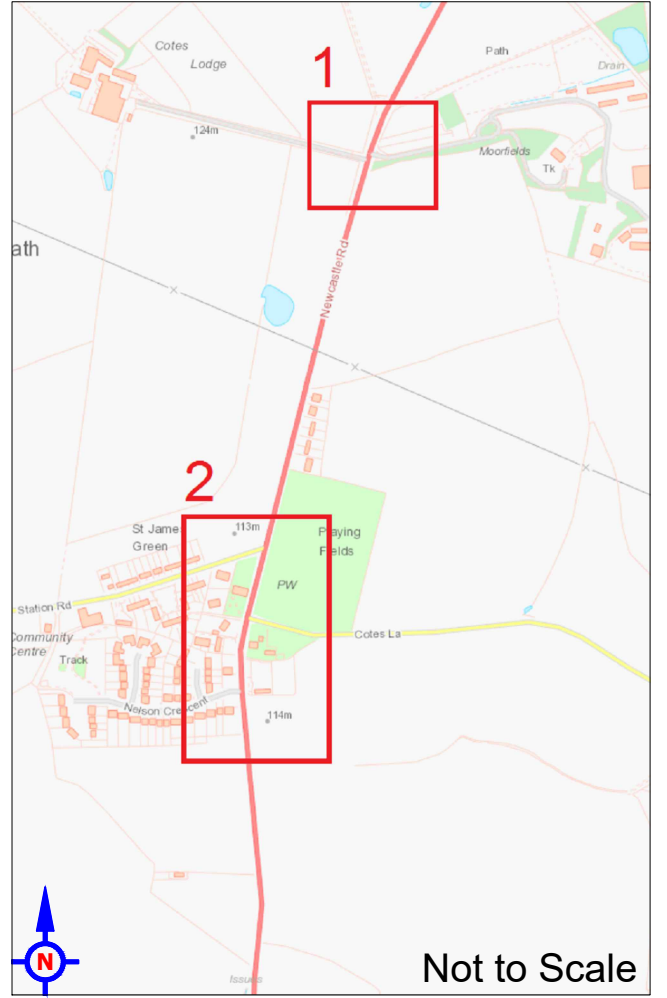 Cotes
Lodge
Path
1
Drain
124m
Moorfields
Tk
ath
Newcastle Rd
2
St Jame
Green
113m
Playing
Fields
PW
Station Rd
Community
Centre
Track
Cotes La
Nelson Crescent
114m
N
Not to Scale
Issues